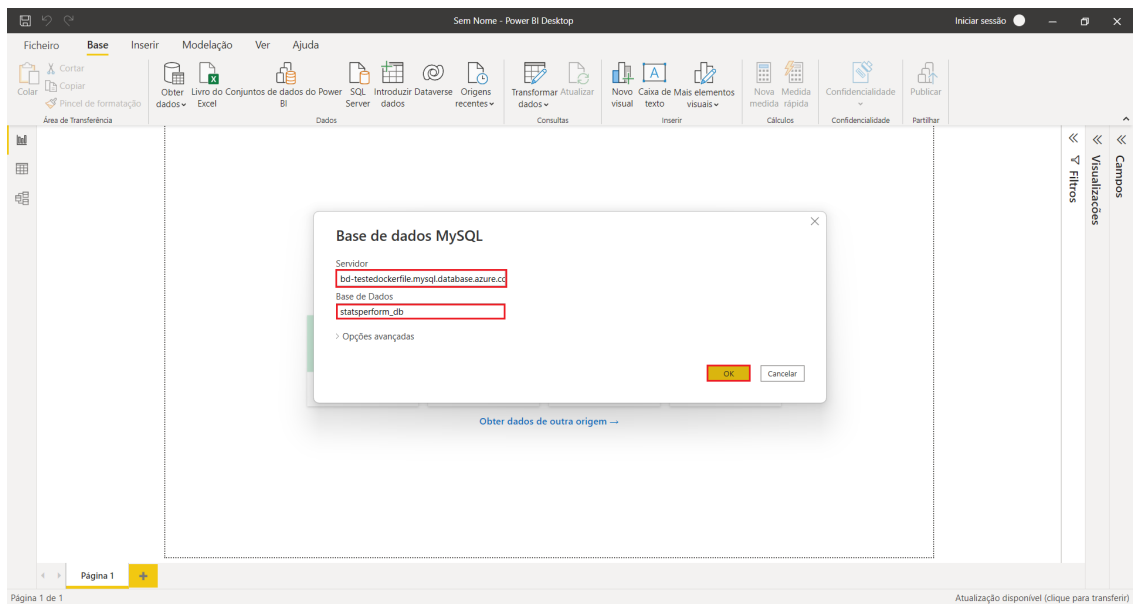 Sem Nome - Power BI Desktop
Iniciar sessão
Ficheiro Base Inserir Modelação Ver Ajuda
Colar
Cortar
Copiar
Pincel de formatação
Área de Transferência
Obter dados
Livro do Excel
Conjuntos de dados do Power BI
SQL Server
Introduzir dados
Dataverse
Origens recentes
Dados
Transformar dados
Atualizar
Consultas
Novo visual
Caixa de texto
Mais elementos visuais
Inserir
Nova medida
Medida rápida
Cálculos
Confidencialidade
Confidencialidade
Publicar
Partilhar
Filtros
Visualizações
Campos
Base de dados MySQL
Servidor
bd-testedockerfile.mysql.database.azure.cc
Base de Dados
statsperform_db
Opções avançadas
OK
Cancelar
Obter dados de outra origem →
Página 1
Página 1 de 1
Atualização disponível (clique para transferir)